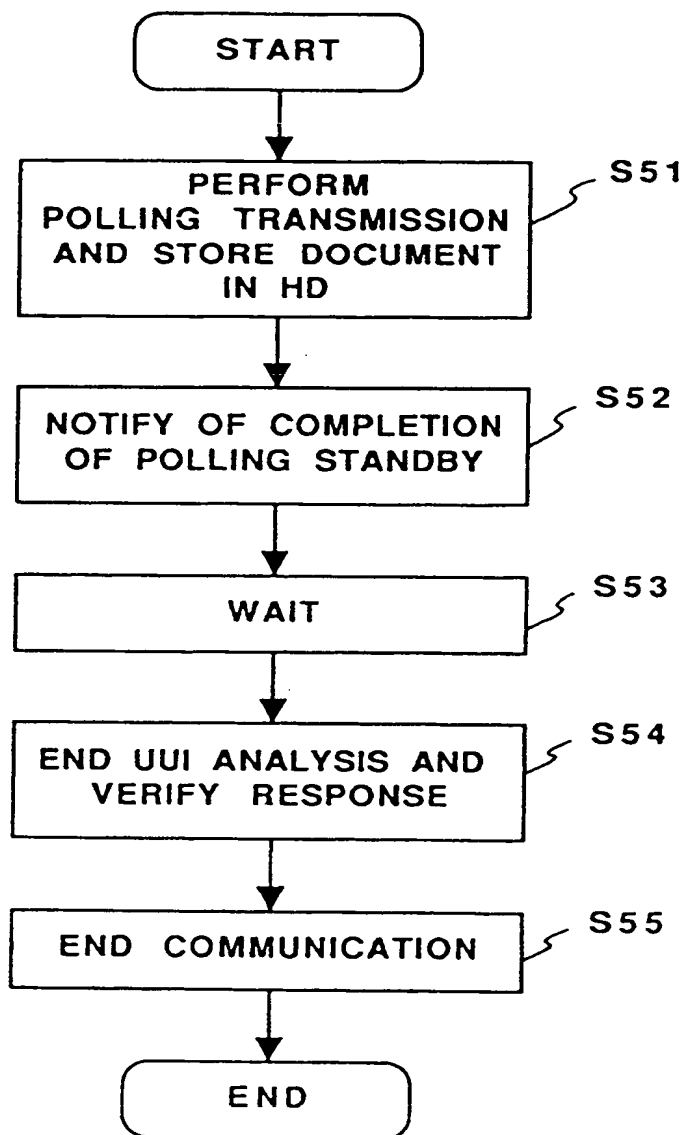 START
PERFORM
POLLING TRANSMISSION
AND STORE DOCUMENT
IN HD
S51
NOTIFY OF COMPLETION
OF POLLING STANDBY
S52
WAIT
S53
END UUI ANALYSIS AND
VERIFY RESPONSE
S54
END COMMUNICATION
S55
END